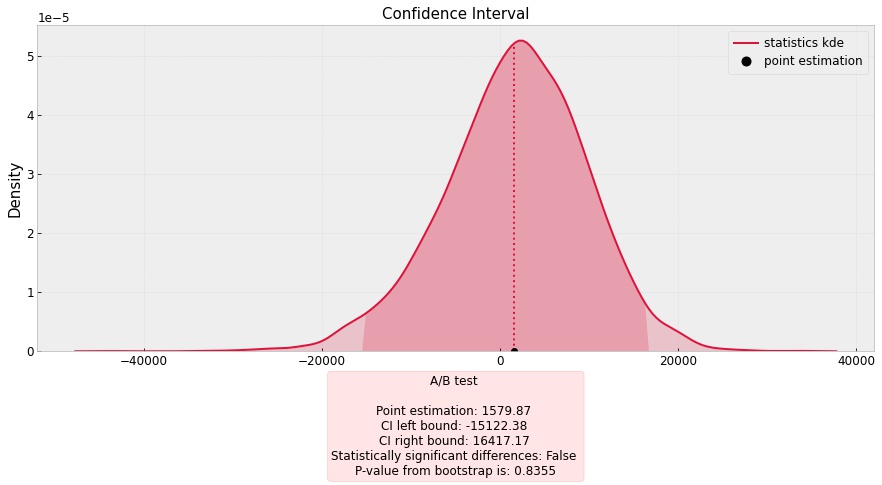 Confidence Interval
1e−5
statistics kde
point estimation
Density
5
4
3
2
1
0
−40000
−20000
0
20000
40000
A/B test
Point estimation: 1579.87
CI left bound: -15122.38
CI right bound: 16417.17
Statistically significant differences: False
P-value from bootstrap is: 0.8355